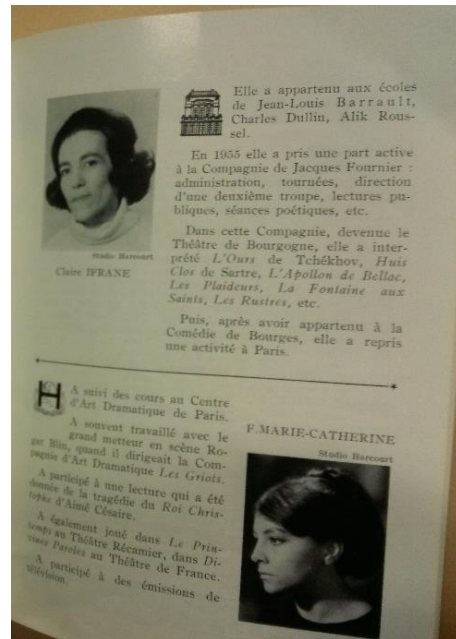 Elle a appartenu aux écoles
de Jean-Louis Barrault,
Charles Dullin, Alik Rous-
sel.
En 1955 elle a pris une part active
à la Compagnie de Jacques Fournier :
administration, tournées, direction
d'une deuxième troupe, lectures pu-
bliques, séances poétiques, etc.
Dans cette Compagnie, devenue le
Théâtre de Bourgogne, elle a inter-
prété L'Ours de Tchékhov, Huis
Clos de Sartre, L'Apollon de Bellac,
Les Plaideurs, La Fontaine aux
Saints, Les Rustres, etc.
Puis, après avoir appartenu à la
Comédie de Bourges, elle a repris
une activité à Paris.
Studio Harcourt
Claire IFRANE
H
A suivi des cours au Centre
d'Art Dramatique de Paris.
A souvent travaillé avec le
grand metteur en scène Ro-
ger Blin, quand il dirigeait la Com-
pagnie d'Art Dramatique Les Griots.
A participé à une lecture qui a été
donnée de la tragédie du Roi Chris-
tophe d'Aimé Césaire.
A également joué dans Le Prin-
temps au Théâtre Récamier, dans Di-
vines Paroles au Théâtre de France.
A participé à des émissions de
télévision.
F. MARIE-CATHERINE
Studio Harcourt